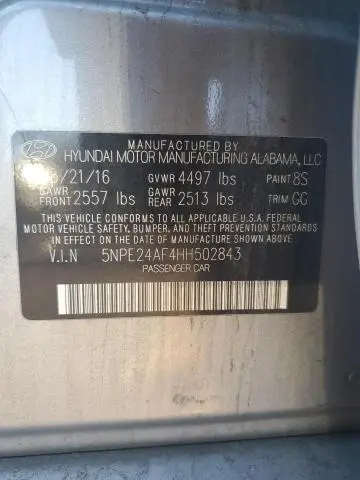 MANUFACTURED BY
HYUNDAI MOTOR MANUFACTURING ALABAMA, LLC
/21/16 GVWR 4497 lbs PAINT 8S
GAWR FRONT 2557 lbs GAWR REAR 2513 lbs TRIM GG
THIS VEHICLE CONFORMS TO ALL APPLICABLE U.S.A. FEDERAL
MOTOR VEHICLE SAFETY, BUMPER, AND THEFT PREVENTION
STANDARDS IN EFFECT ON THE DATE OF MANUFACTURE SHOWN ABOVE.
V.I.N 5NPE24AF4HH502843
PASSENGER CAR